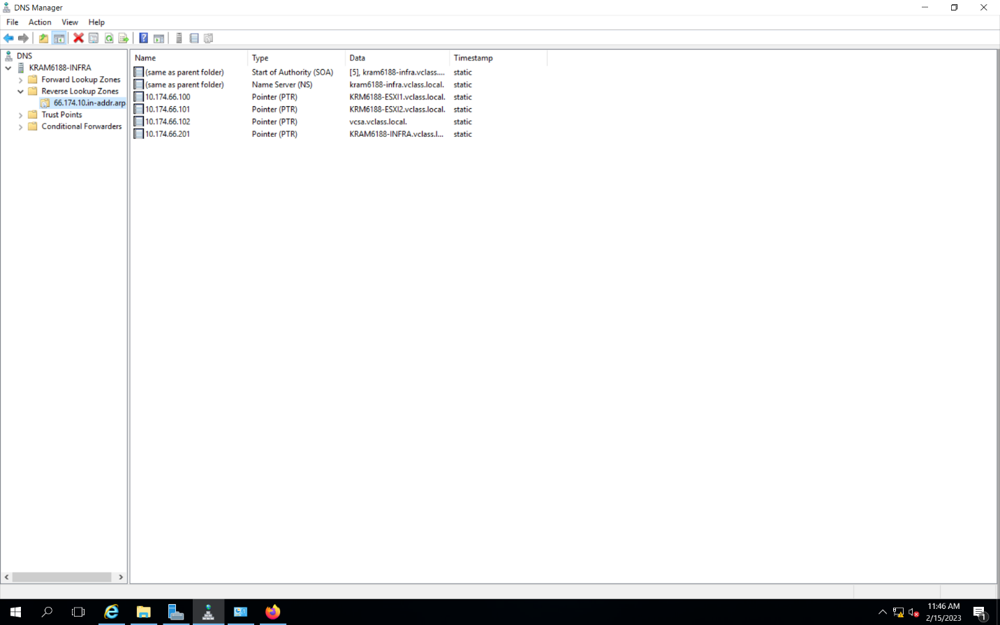 DNS Manager
File Action View Help
DNS
KRAM6188-INFRA
Forward Lookup Zones
Reverse Lookup Zones
66.174.10.in-addr.arp
Trust Points
Conditional Forwarders
Name Type Data Timestamp
(same as parent folder) Start of Authority (SOA) [5], kram6188-infra.vclass.... static
(same as parent folder) Name Server (NS) kram6188-infra.vclass.local. static
10.174.66.100 Pointer (PTR) KRM6188-ESXI1.vclass.local. static
10.174.66.101 Pointer (PTR) KRM6188-ESXI2.vclass.local. static
10.174.66.102 Pointer (PTR) vcsa.vclass.local. static
10.174.66.201 Pointer (PTR) KRAM6188-INFRA.vclass.l... static
11:46 AM
2/15/2023
1